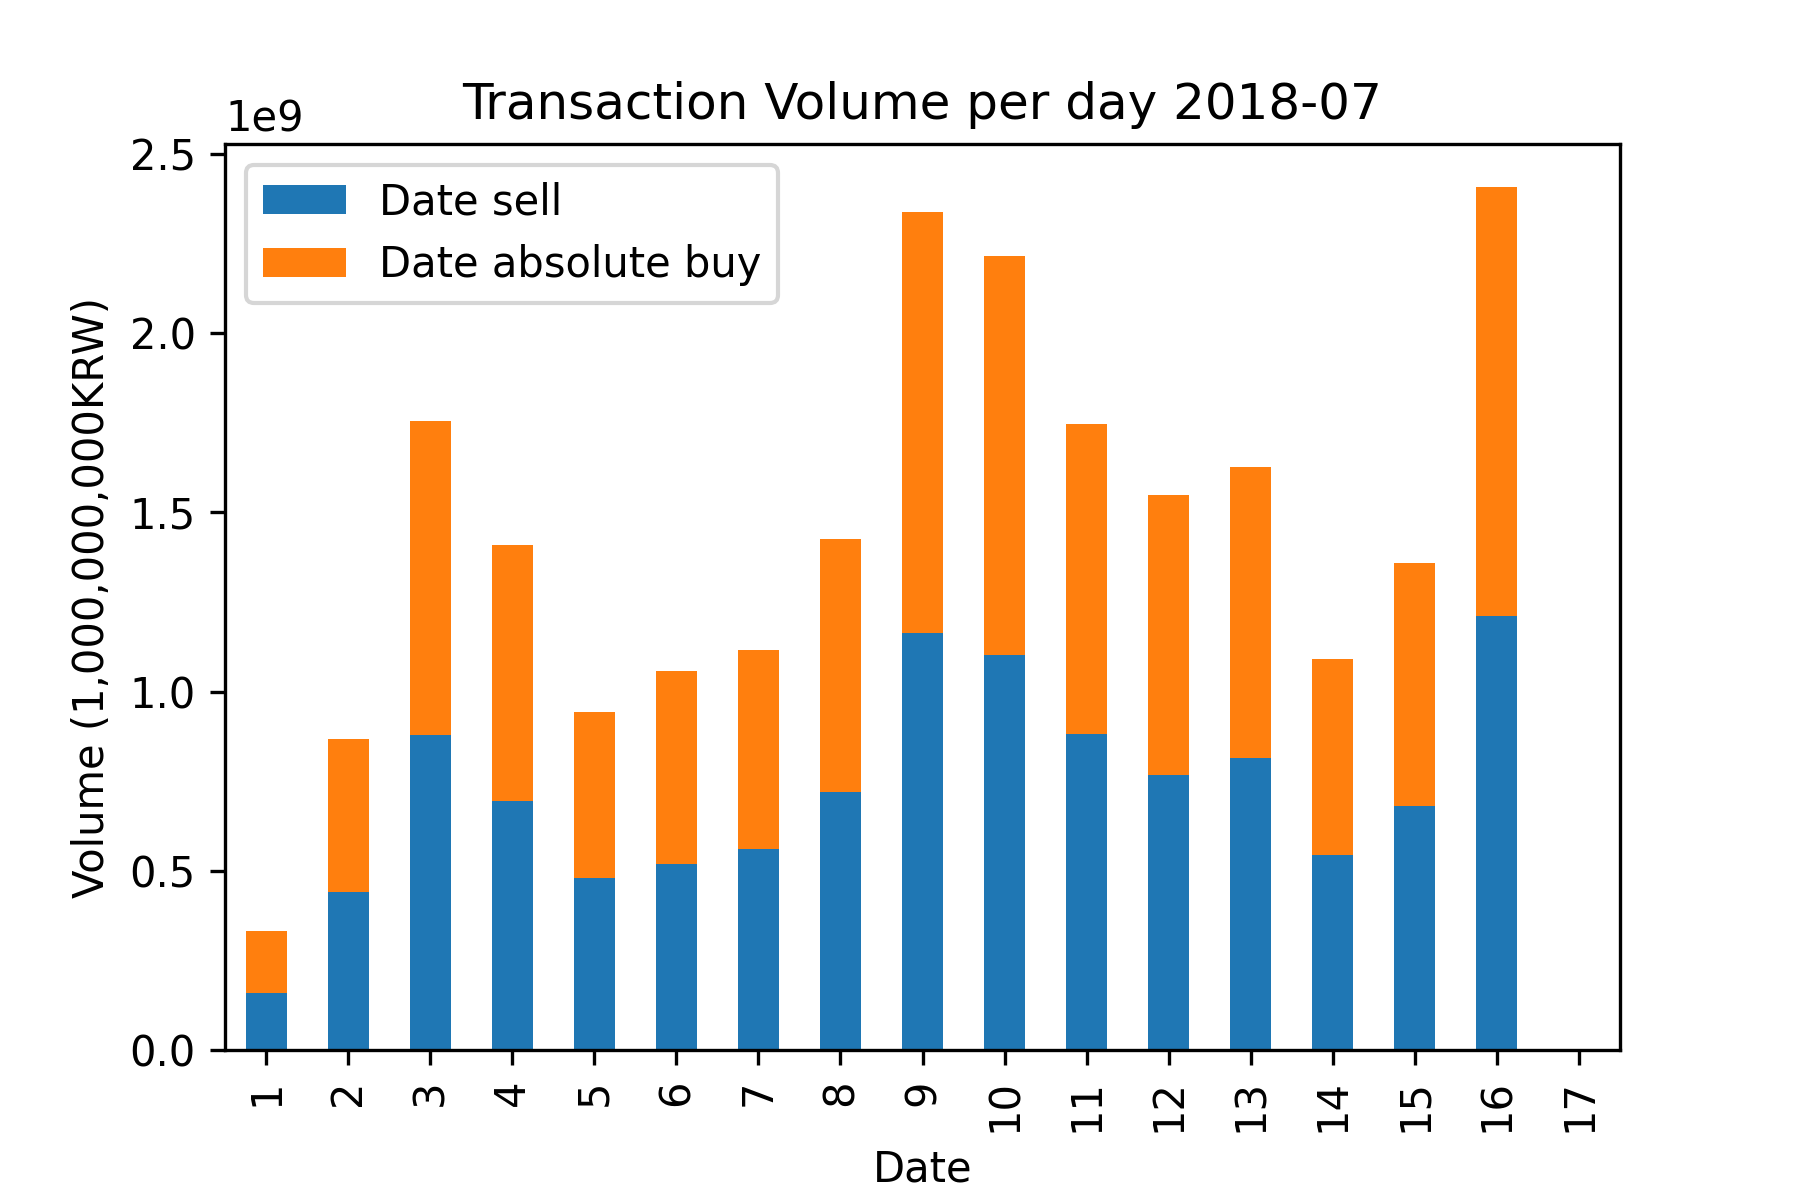 Transaction Volume per day 2018-07
1e9
2.5
2.0
1.5
1.0
0.5
0.0
Volume (1,000,000,000KRW)
Date sell
Date absolute buy
1 2 3 4 5 6 7 8 9 10 11 12 13 14 15 16 17
Date